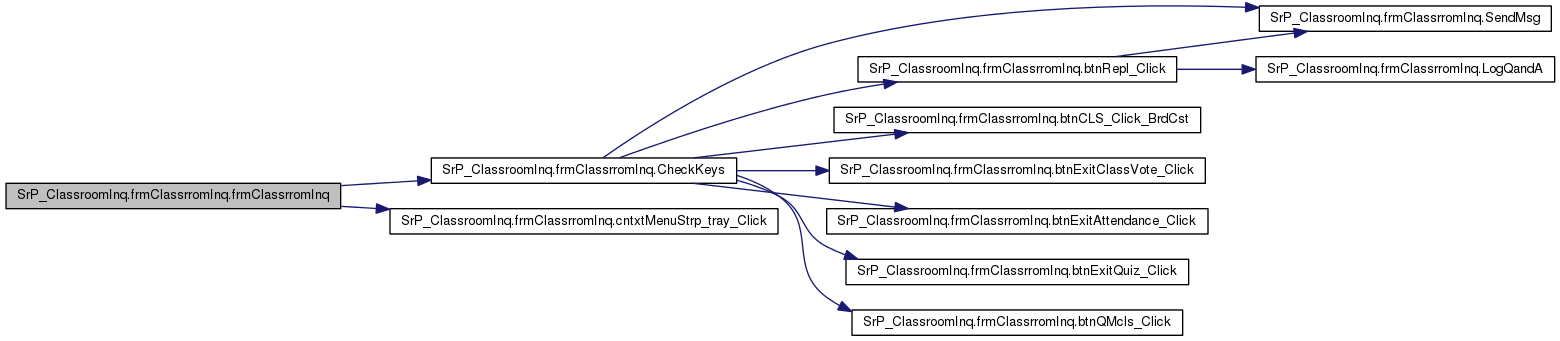 SrP_ClassroomInq.frmClassrromInq.SendMsg
SrP_ClassroomInq.frmClassrromInq.btnRepl_Click
SrP_ClassroomInq.frmClassrromInq.LogQandA
SrP_ClassroomInq.frmClassrromInq.btnCLS_Click_BrdCst
SrP_ClassroomInq.frmClassrromInq.CheckKeys
SrP_ClassroomInq.frmClassrromInq.btnExitClassVote_Click
SrP_ClassroomInq.frmClassrromInq.frmClassrromInq
SrP_ClassroomInq.frmClassrromInq.cntxtMenuStrp_tray_Click
SrP_ClassroomInq.frmClassrromInq.btnExitAttendance_Click
SrP_ClassroomInq.frmClassrromInq.btnExitQuiz_Click
SrP_ClassroomInq.frmClassrromInq.btnQMcls_Click